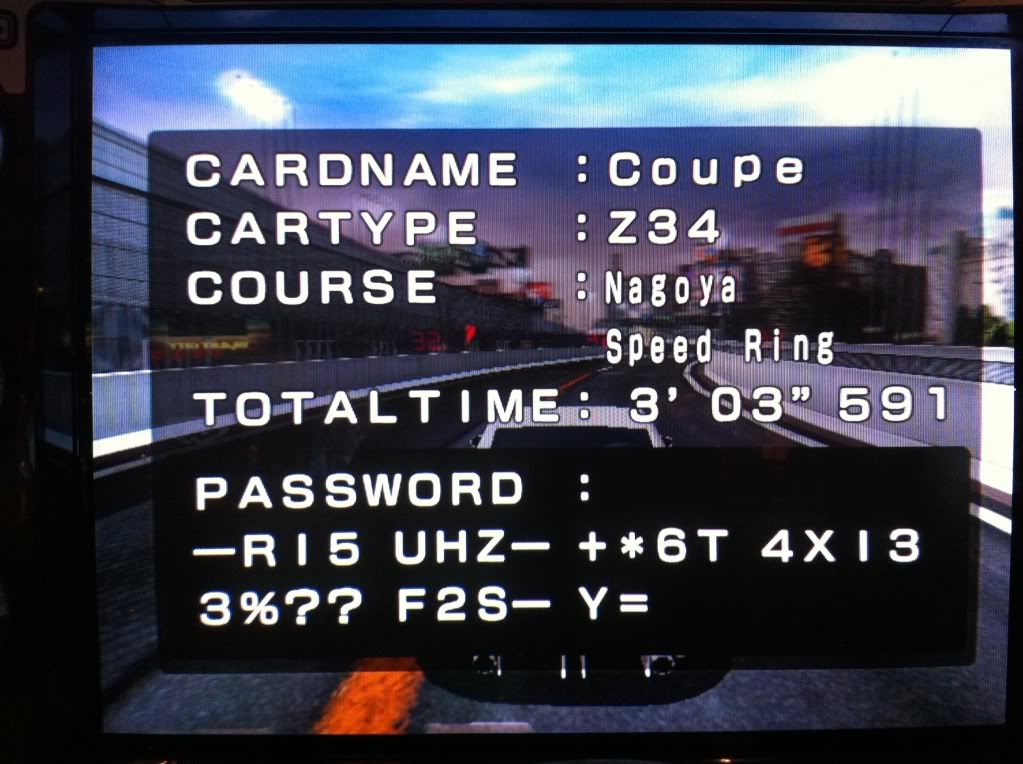 CARDNAME :Coupe
CARTYPE :Z34
COURSE :Nagoya
Speed Ring
TOTALTIME: 3’ 03” 591
PASSWORD :
—R15 UHZ— +*6T 4X13
3%?? F2S— Y=